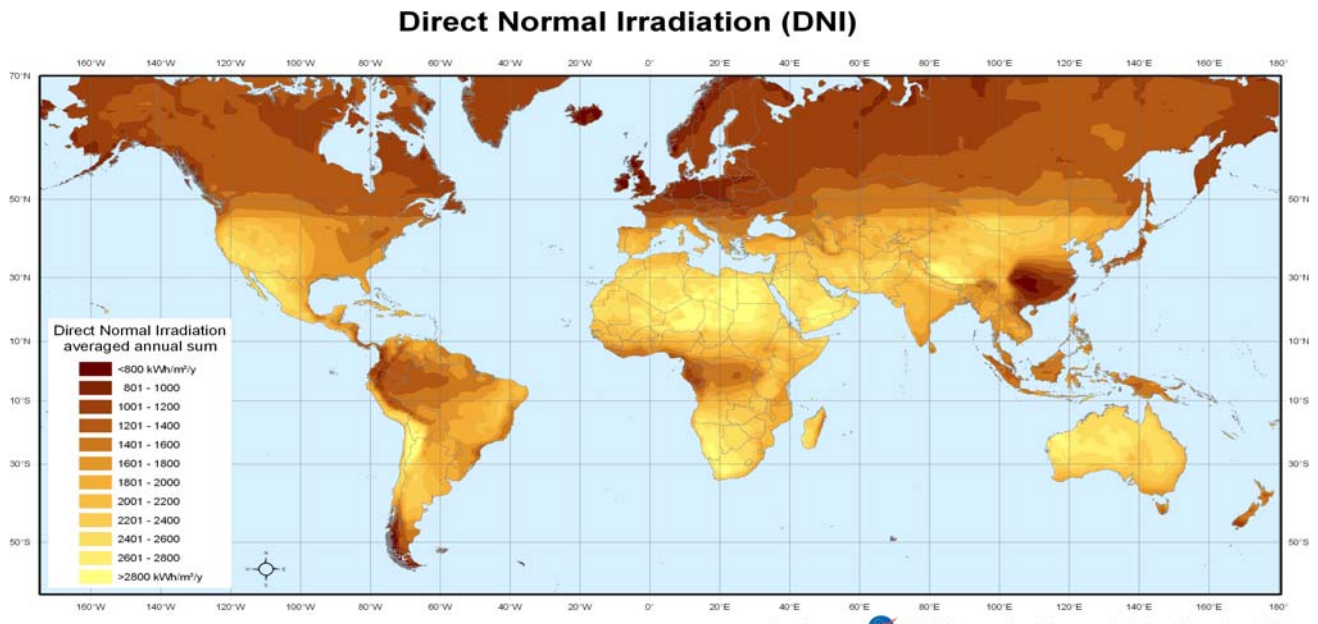 Direct Normal Irradiation (DNI)
160°W 140°W 120°W 100°W 80°W 60°W 40°W 20°W 0° 20°E 40°E 60°E 80°E 100°E 120°E 140°E 160°E 180°
70°N
50°N 50°N
30°N 30°N
10°N 10°N
10°S 10°S
30°S 30°S
50°S 50°S
Direct Normal Irradiation
averaged annual sum
<800 kWh/m²/y
801 - 1000
1001 - 1200
1201 - 1400
1401 - 1600
1601 - 1800
1801 - 2000
2001 - 2200
2201 - 2400
2401 - 2600
2601 - 2800
>2800 kWh/m²/y
160°W 140°W 120°W 100°W 80°W 60°W 40°W 20°W 0° 20°E 40°E 60°E 80°E 100°E 120°E 140°E 160°E 180°